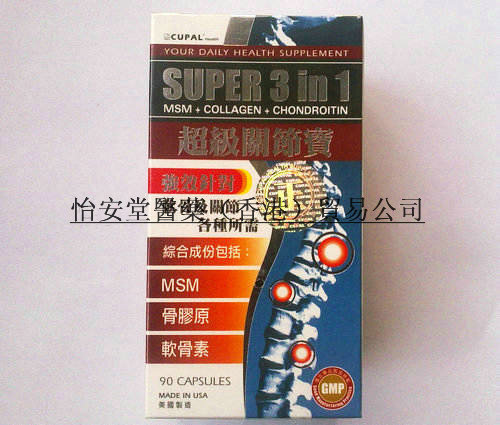 CUPAL Health
YOUR DAILY HEALTH SUPPLEMENT
SUPER 3 in 1
MSM + COLLAGEN + CHONDROITIN
超級關節寶
強效針對
各種所需
怡安堂醫藥（香港）貿易公司
綜合成份包括：
MSM
骨膠原
軟骨素
90 CAPSULES
MADE IN USA
美國製造
GMP